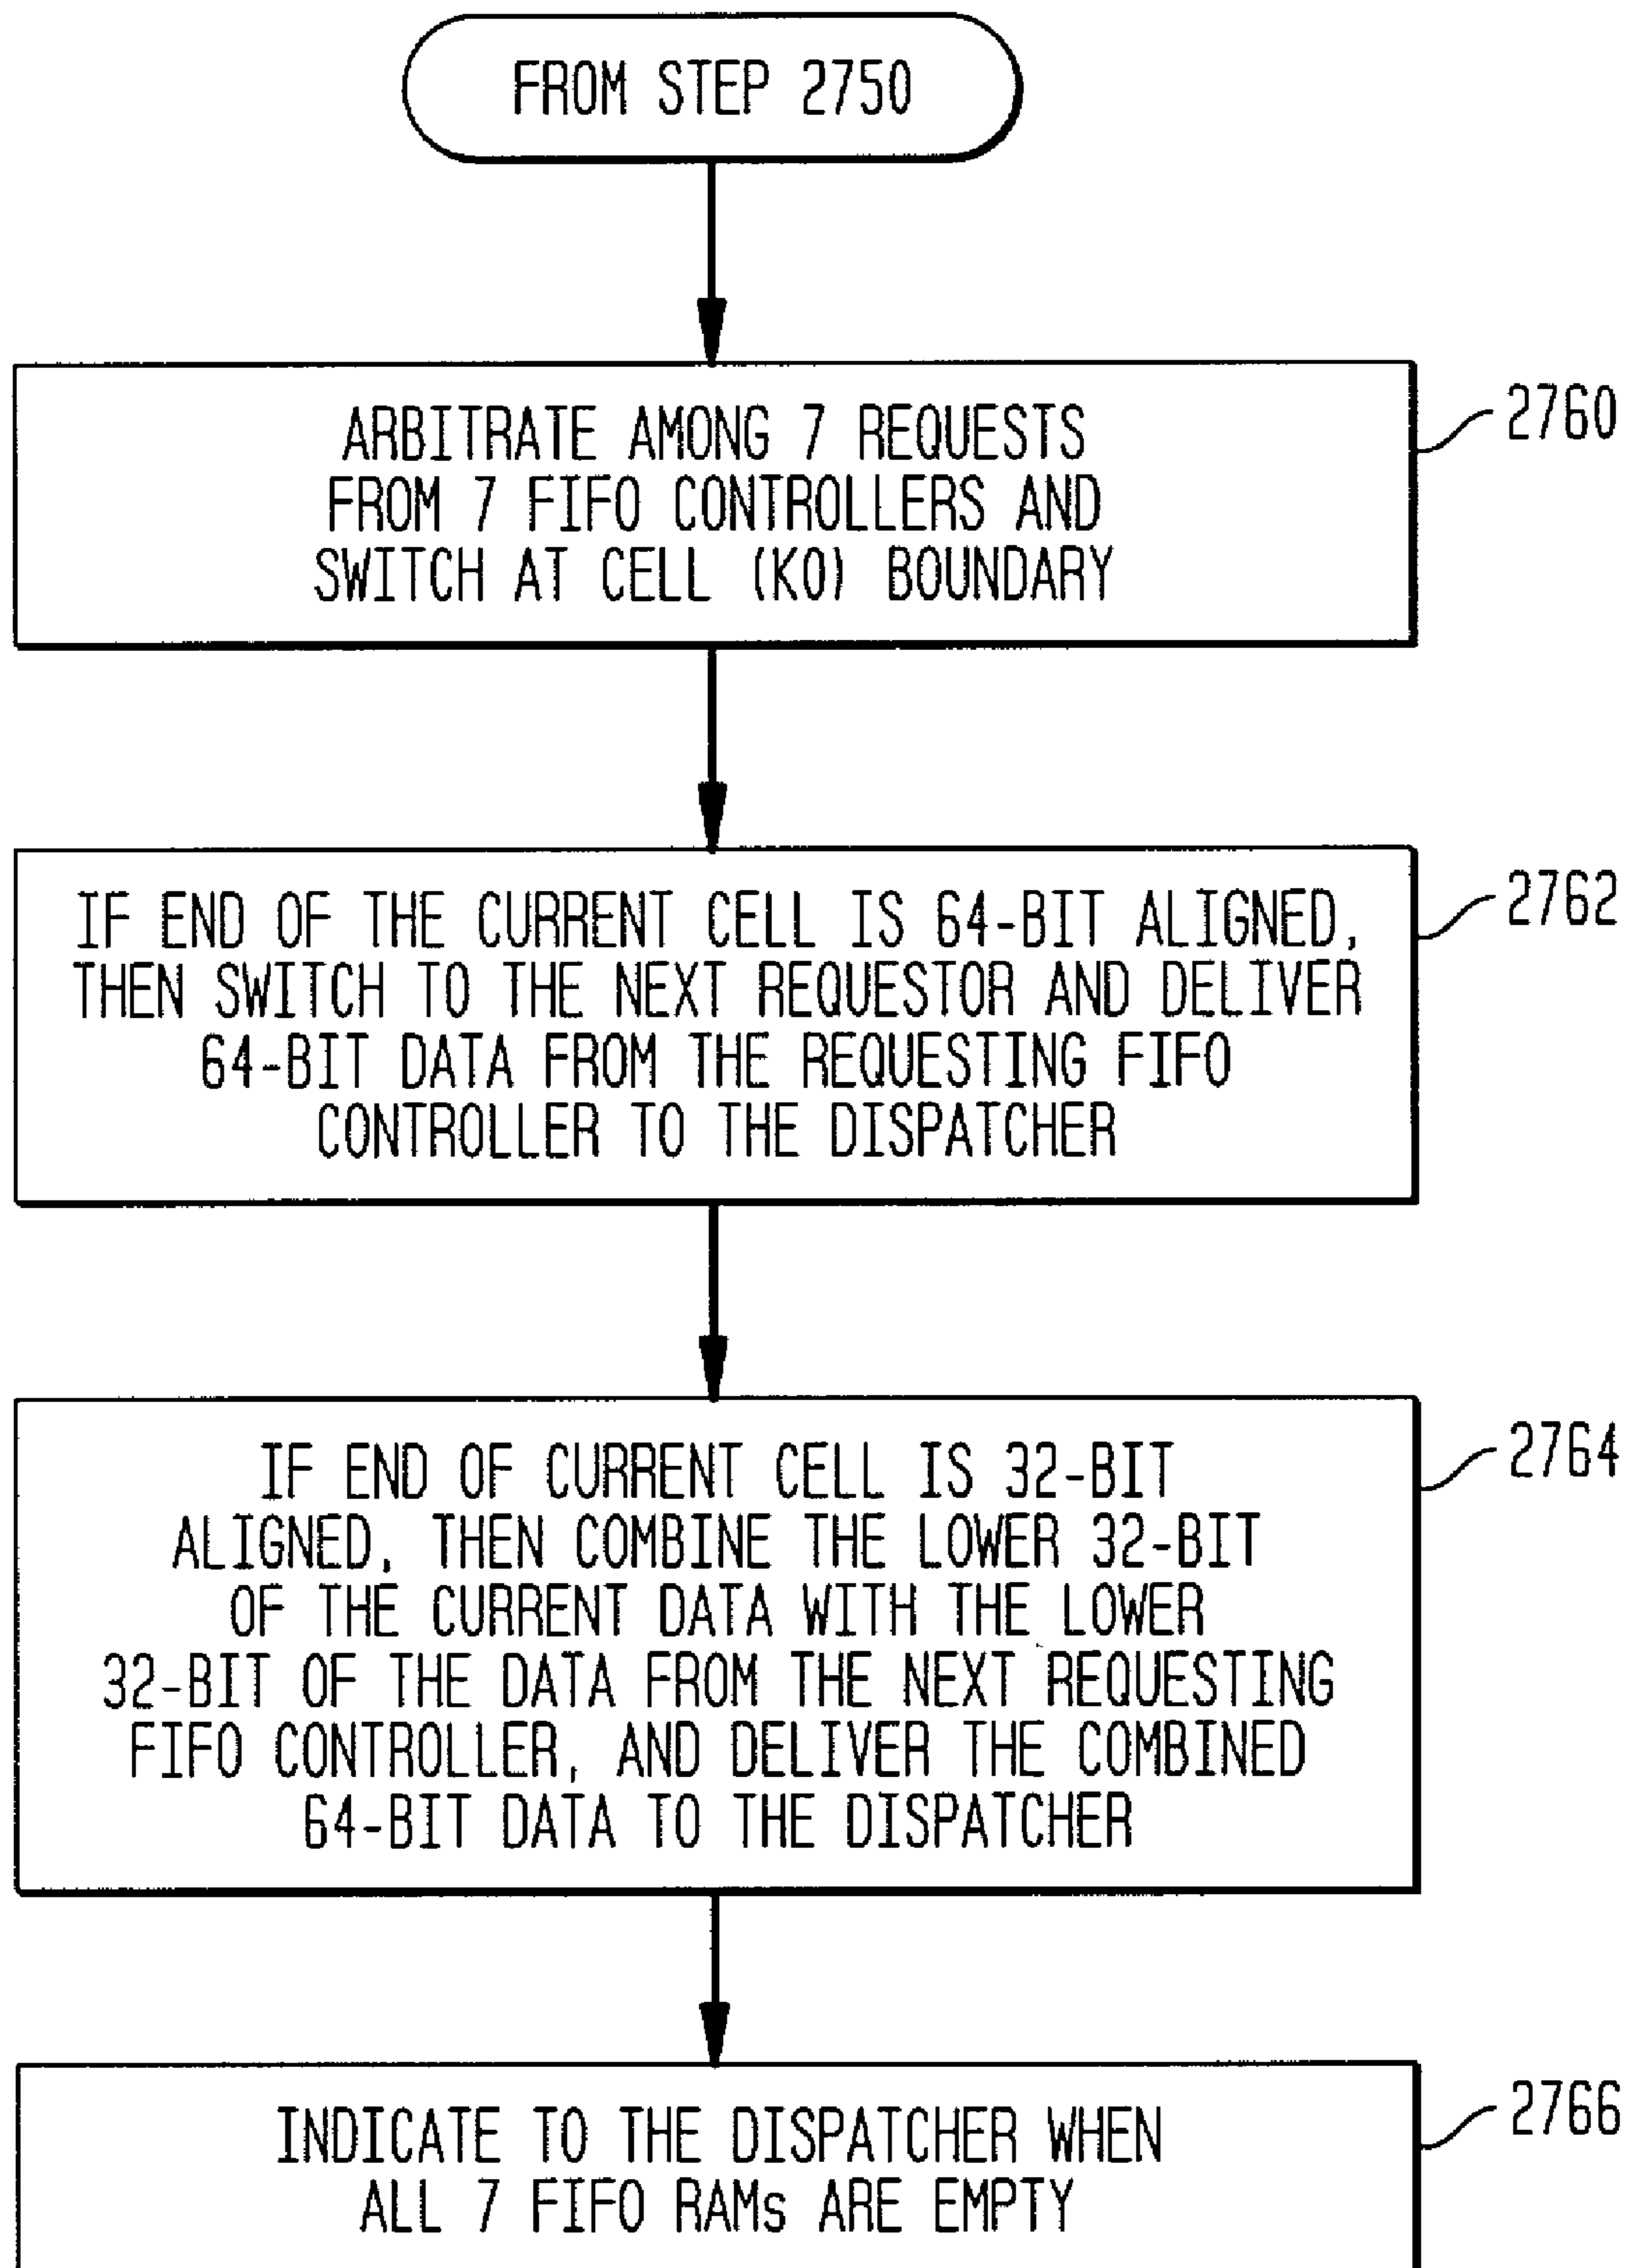 FROM STEP 2750
ARBITRATE AMONG 7 REQUESTS
FROM 7 FIFO CONTROLLERS AND
SWITCH AT CELL (K0) BOUNDARY
2760
IF END OF THE CURRENT CELL IS 64-BIT ALIGNED,
THEN SWITCH TO THE NEXT REQUESTOR AND DELIVER
64-BIT DATA FROM THE REQUESTING FIFO
CONTROLLER TO THE DISPATCHER
2762
IF END OF CURRENT CELL IS 32-BIT
ALIGNED, THEN COMBINE THE LOWER 32-BIT
OF THE CURRENT DATA WITH THE LOWER
32-BIT OF THE DATA FROM THE NEXT REQUESTING
FIFO CONTROLLER, AND DELIVER THE COMBINED
64-BIT DATA TO THE DISPATCHER
2764
INDICATE TO THE DISPATCHER WHEN
ALL 7 FIFO RAMs ARE EMPTY
2766